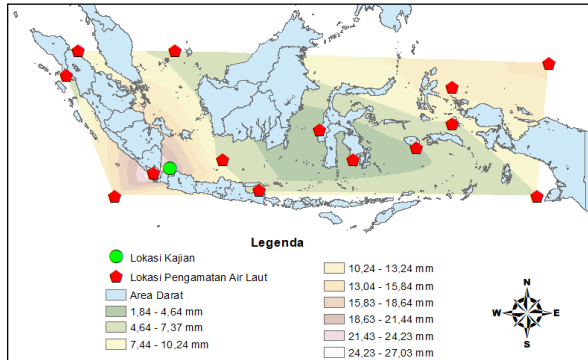 Legenda
Lokasi Kajian
Lokasi Pengamatan Air Laut
Area Darat
1,84 - 4,64 mm
4,64 - 7,37 mm
7,44 - 10,24 mm
10,24 - 13,24 mm
13,04 - 15,84 mm
15,83 - 18,64 mm
18,63 - 21,44 mm
21,43 - 24,23 mm
24,23 - 27,03 mm
N
W
E
S